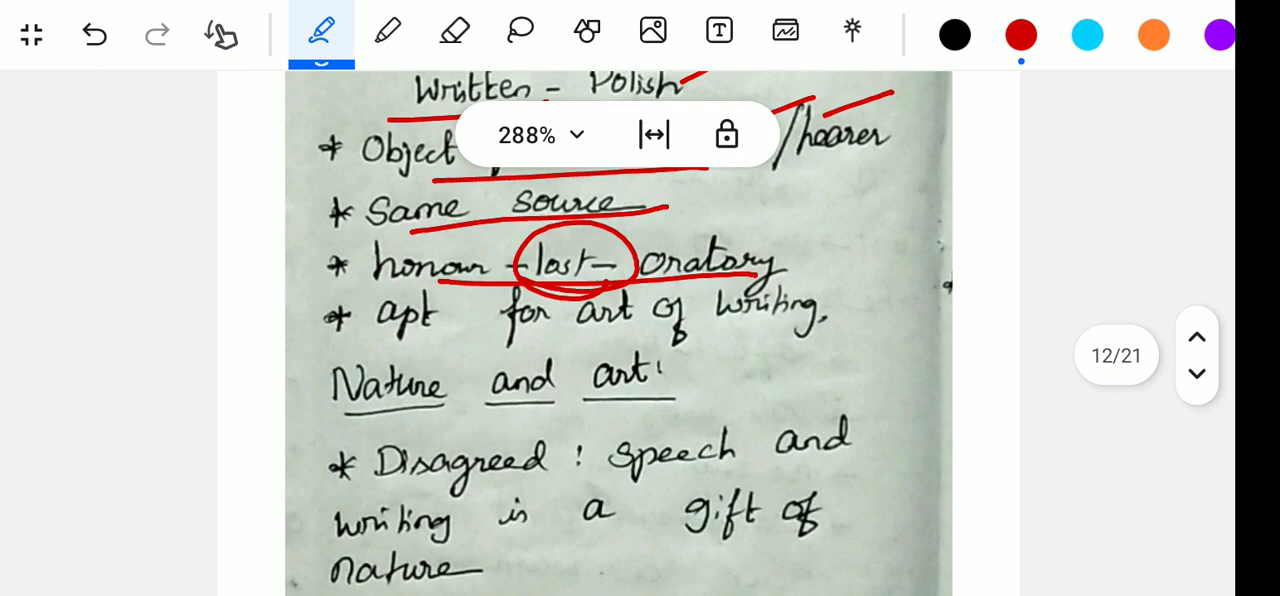 Written - Polish
288%
* Object /hearer
* Same source
* honour - last - oratory
* apt for art of writing.
12/21
Nature and art:
* Disagreed : speech and
writing is a gift of
nature